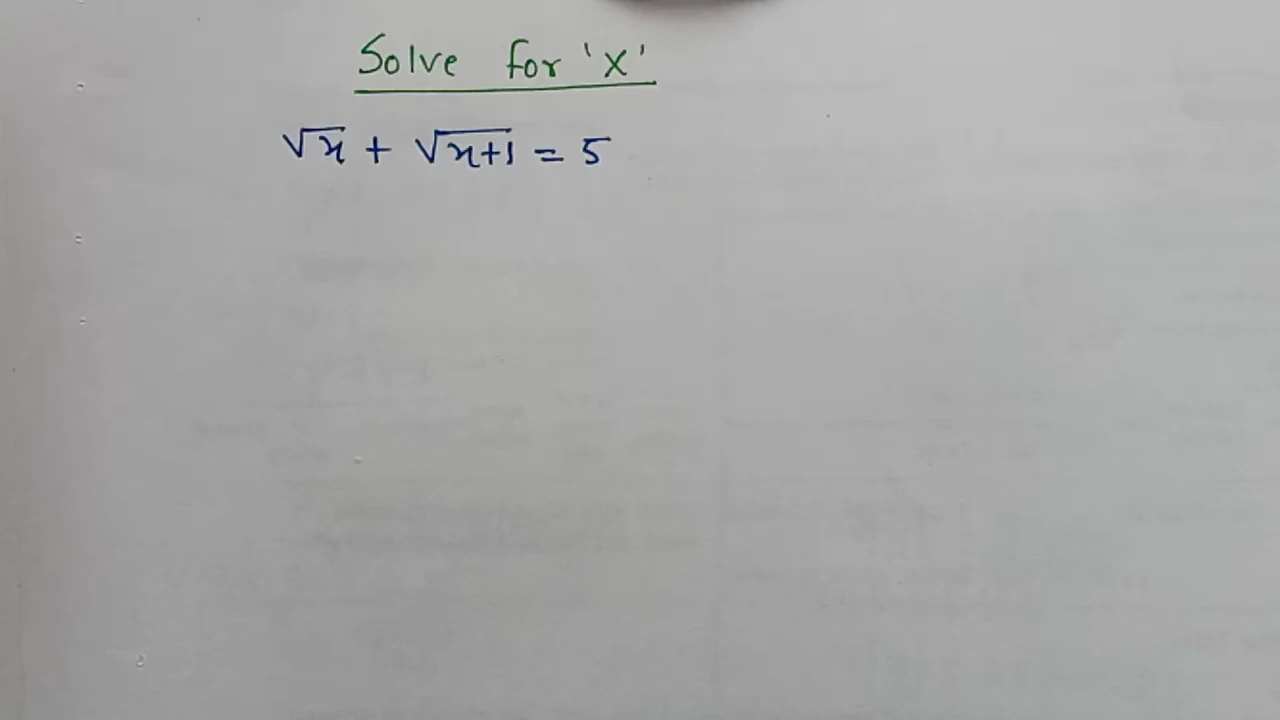 Solve for 'x'
√x + √x+1 = 5